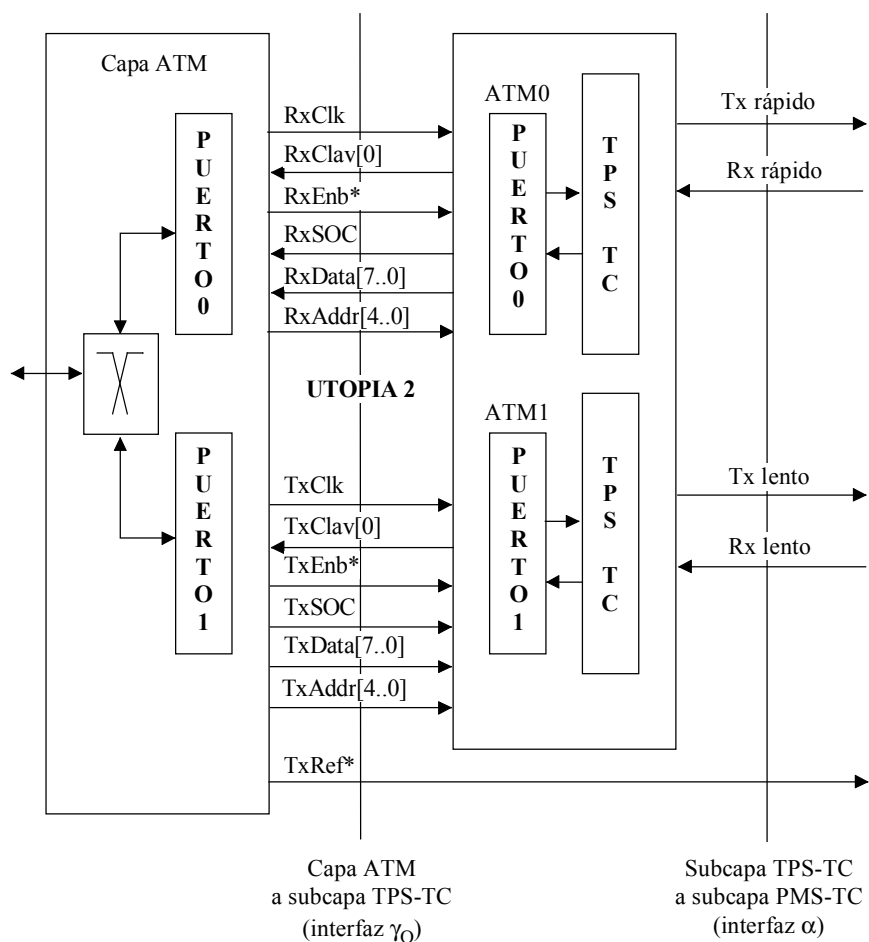 Capa ATM
PUERTO0
PUERTO1
RxClk
RxClav[0]
RxEnb*
RxSOC
RxData[7..0]
RxAddr[4..0]
UTOPIA 2
TxClk
TxClav[0]
TxEnb*
TxSOC
TxData[7..0]
TxAddr[4..0]
TxRef*
ATM0
PUERTO0
TPS TC
ATM1
PUERTO1
TPS TC
Tx rápido
Rx rápido
Tx lento
Rx lento
Capa ATM
a subcapa TPS-TC
(interfaz γO)
Subcapa TPS-TC
a subcapa PMS-TC
(interfaz α)